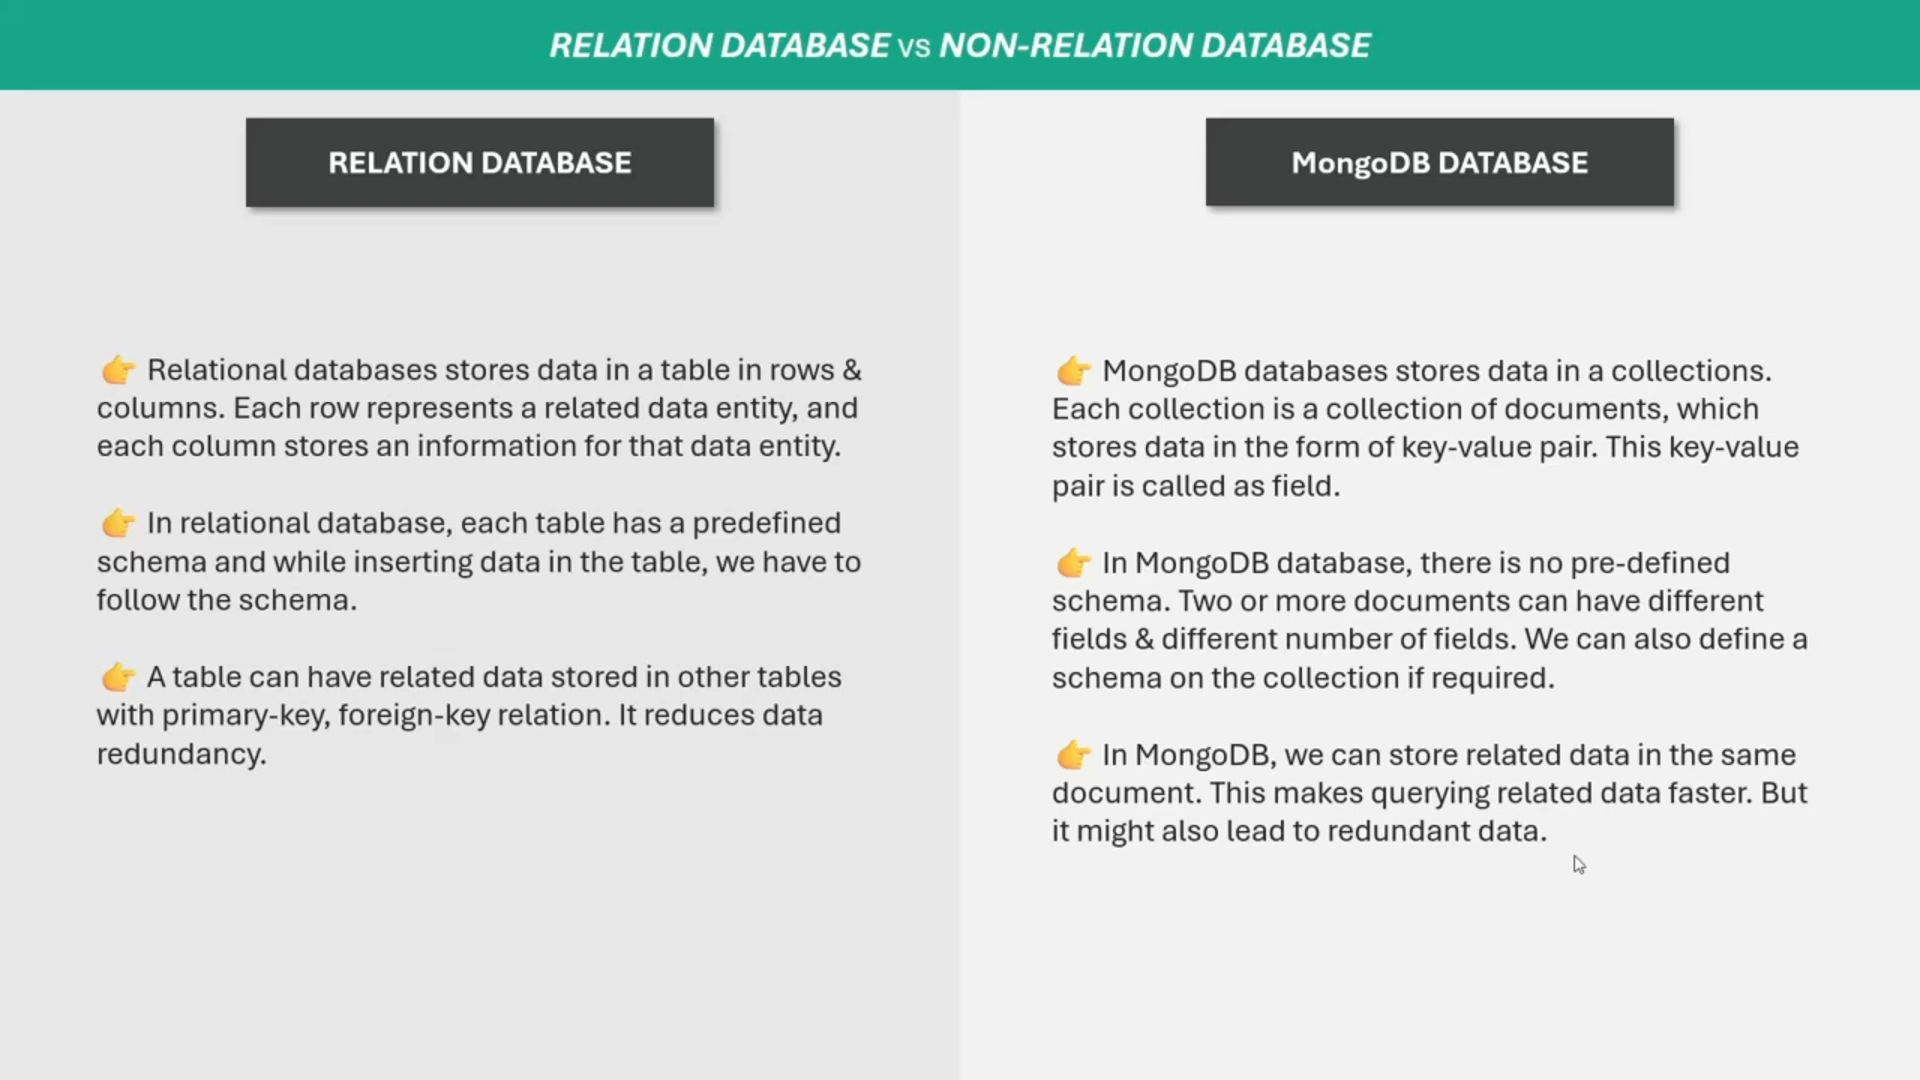 RELATION DATABASE vs NON-RELATION DATABASE
RELATION DATABASE
👉 Relational databases stores data in a table in rows &
columns. Each row represents a related data entity, and
each column stores an information for that data entity.
👉 In relational database, each table has a predefined
schema and while inserting data in the table, we have to
follow the schema.
👉 A table can have related data stored in other tables
with primary-key, foreign-key relation. It reduces data
redundancy.
MongoDB DATABASE
👉 MongoDB databases stores data in a collections.
Each collection is a collection of documents, which
stores data in the form of key-value pair. This key-value
pair is called as field.
👉 In MongoDB database, there is no pre-defined
schema. Two or more documents can have different
fields & different number of fields. We can also define a
schema on the collection if required.
👉 In MongoDB, we can store related data in the same
document. This makes querying related data faster. But
it might also lead to redundant data.